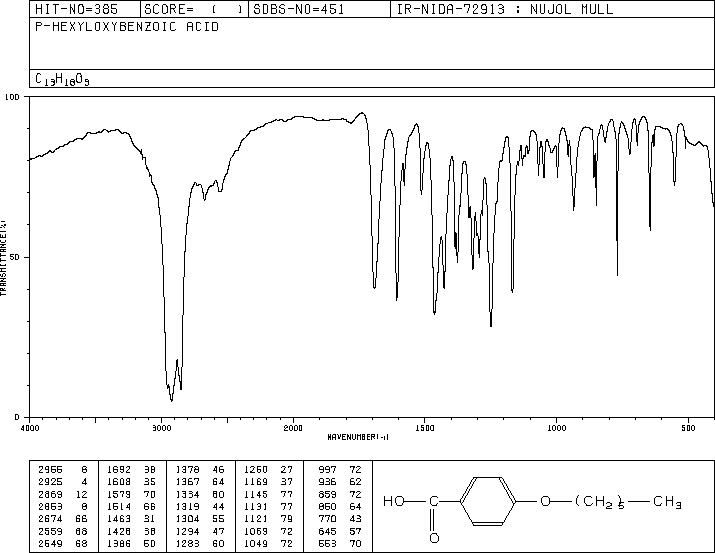 HIT-NO=385 SCORE= ( ) SDBS-NO=451 IR-NIDA-72913 : NUJOL MULL
P-HEXYLOXYBENZOIC ACID
C13H18O3
100
50
0
TRANSMITTANCE(%)
4000 3000 2000 1500 1000 500
WAVENUMBER(-1)
2955 6 1692 38 1378 46 1250 27 997 72
2925 4 1608 35 1367 64 1169 37 936 62
2869 12 1579 70 1334 60 1145 77 859 72
2853 8 1514 66 1319 44 1131 77 850 64
2674 66 1463 31 1304 55 1121 79 770 43
2559 68 1428 38 1294 47 1069 72 645 57
2549 68 1386 50 1283 60 1049 72 553 70
HO—C—O—(CH2)5—CH3
O